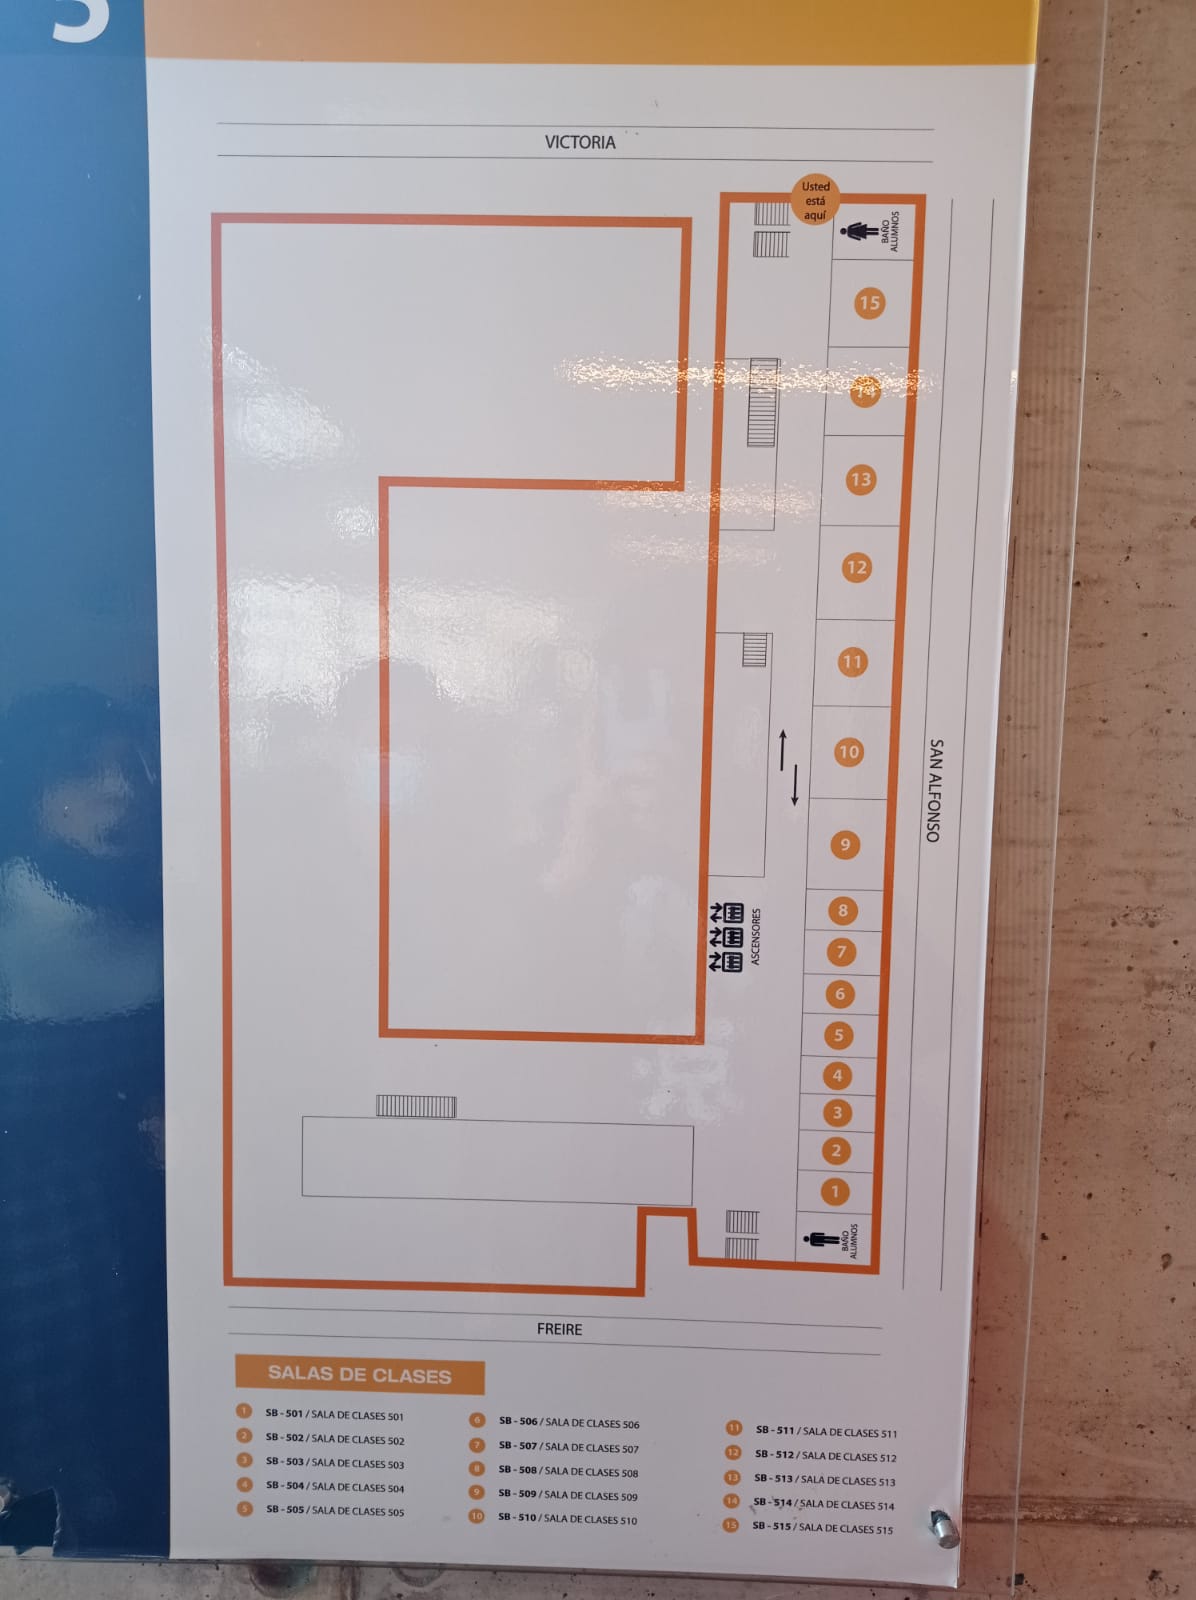 5
VICTORIA
Usted
está
aquí
BAÑO
ALUMNOS
15
14
13
12
11
10
9
8
7
6
5
4
3
2
1
ASCENSORES
SAN ALFONSO
BAÑO
ALUMNOS
FREIRE
SALAS DE CLASES
1 SB - 501 / SALA DE CLASES 501
2 SB - 502 / SALA DE CLASES 502
3 SB - 503 / SALA DE CLASES 503
4 SB - 504 / SALA DE CLASES 504
5 SB - 505 / SALA DE CLASES 505
6 SB - 506 / SALA DE CLASES 506
7 SB - 507 / SALA DE CLASES 507
8 SB - 508 / SALA DE CLASES 508
9 SB - 509 / SALA DE CLASES 509
10 SB - 510 / SALA DE CLASES 510
11 SB - 511 / SALA DE CLASES 511
12 SB - 512 / SALA DE CLASES 512
13 SB - 513 / SALA DE CLASES 513
14 SB - 514 / SALA DE CLASES 514
15 SB - 515 / SALA DE CLASES 515